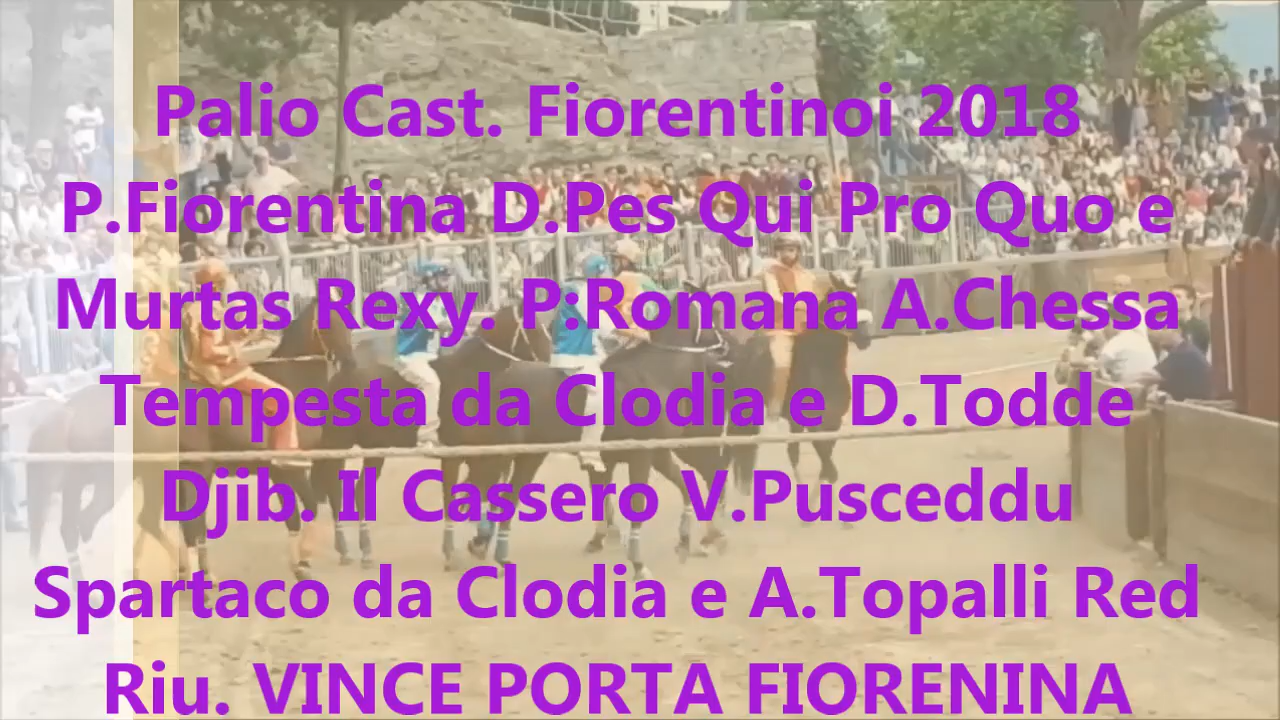 Palio Cast. Fiorentinoi 2018
P.Fiorentina D.Pes Qui Pro Quo e
Murtas Rexy. P:Romana A.Chessa
Tempesta da Clodia e D.Todde
Djib. Il Cassero V.Pusceddu
Spartaco da Clodia e A.Topalli Red
Riu. VINCE PORTA FIORENINA